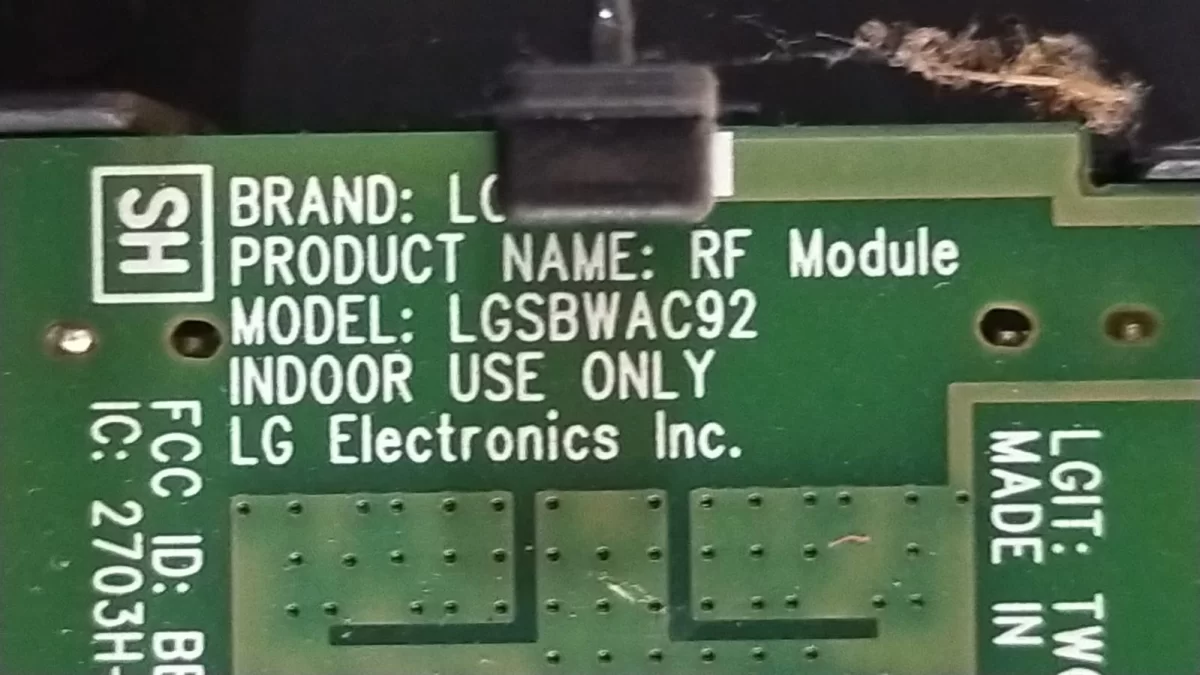 SH
BRAND: LG
PRODUCT NAME: RF Module
MODEL: LGSBWAC92
INDOOR USE ONLY
LG Electronics Inc.
FCC ID:
IC: 2703H-
LGIT:
MADE IN